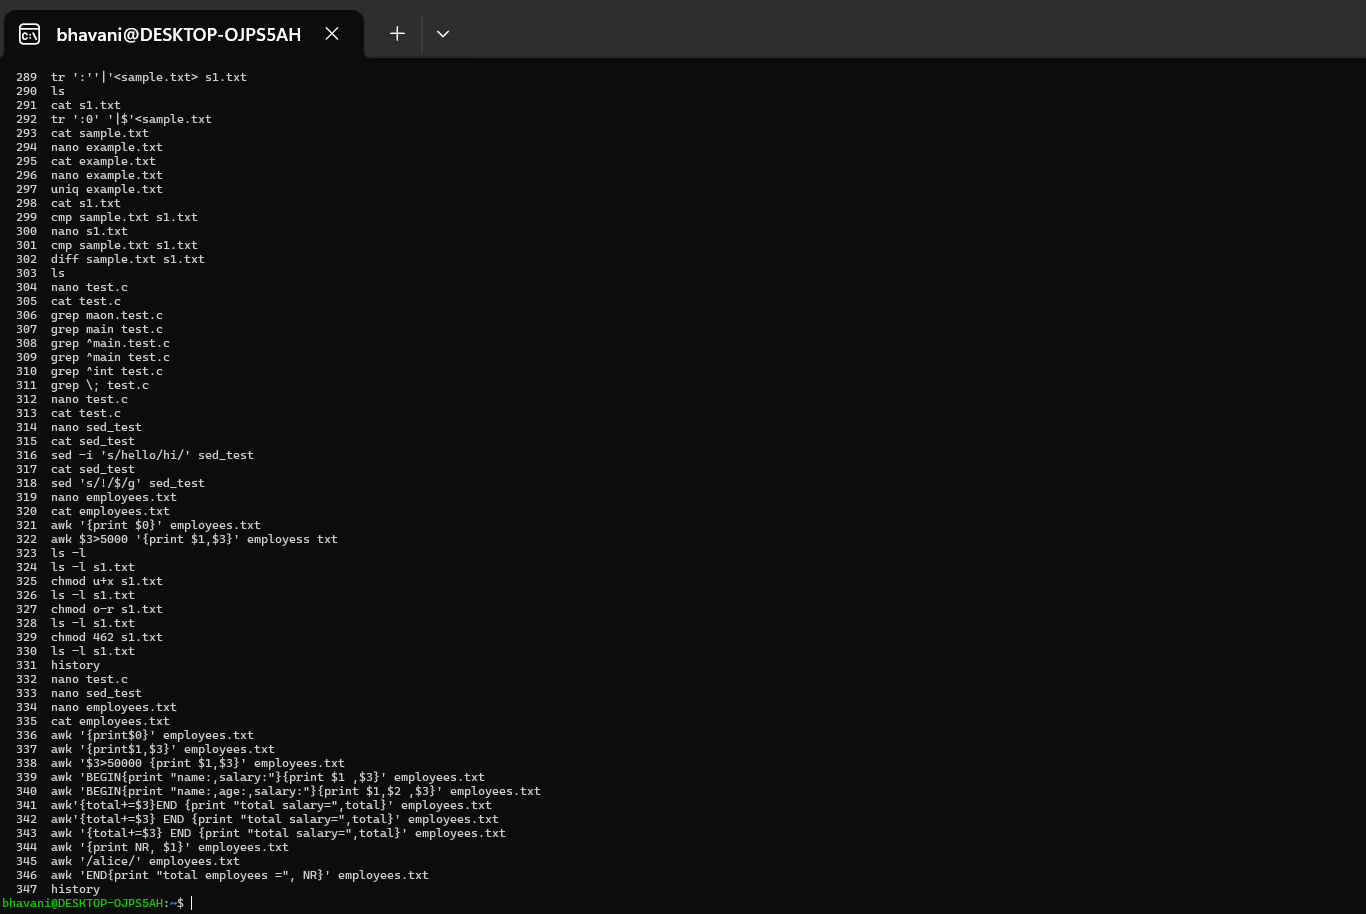 bhavani@DESKTOP-OJPS5AH
289 tr ':''|'<sample.txt> s1.txt
290 ls
291 cat s1.txt
292 tr ':0' '|$'<sample.txt
293 cat sample.txt
294 nano example.txt
295 cat example.txt
296 nano example.txt
297 uniq example.txt
298 cat s1.txt
299 cmp sample.txt s1.txt
300 nano s1.txt
301 cmp sample.txt s1.txt
302 diff sample.txt s1.txt
303 ls
304 nano test.c
305 cat test.c
306 grep maon.test.c
307 grep main test.c
308 grep ^main.test.c
309 grep ^main test.c
310 grep ^int test.c
311 grep \; test.c
312 nano test.c
313 cat test.c
314 nano sed_test
315 cat sed_test
316 sed -i 's/hello/hi/' sed_test
317 cat sed_test
318 sed 's/!/$/g' sed_test
319 nano employees.txt
320 cat employees.txt
321 awk '{print $0}' employees.txt
322 awk $3>5000 '{print $1,$3}' employess txt
323 ls -l
324 ls -l s1.txt
325 chmod u+x s1.txt
326 ls -l s1.txt
327 chmod o-r s1.txt
328 ls -l s1.txt
329 chmod 462 s1.txt
330 ls -l s1.txt
331 history
332 nano test.c
333 nano sed_test
334 nano employees.txt
335 cat employees.txt
336 awk '{print$0}' employees.txt
337 awk '{print$1,$3}' employees.txt
338 awk '$3>50000 {print $1,$3}' employees.txt
339 awk 'BEGIN{print "name:,salary:"}{print $1 ,$3}' employees.txt
340 awk 'BEGIN{print "name:,age:,salary:"}{print $1,$2 ,$3}' employees.txt
341 awk'{total+=$3}END {print "total salary=",total}' employees.txt
342 awk'{total+=$3} END {print "total salary=",total}' employees.txt
343 awk '{total+=$3} END {print "total salary=",total}' employees.txt
344 awk '{print NR, $1}' employees.txt
345 awk '/alice/' employees.txt
346 awk 'END{print "total employees =", NR}' employees.txt
347 history
bhavani@DESKTOP-OJPS5AH:~$